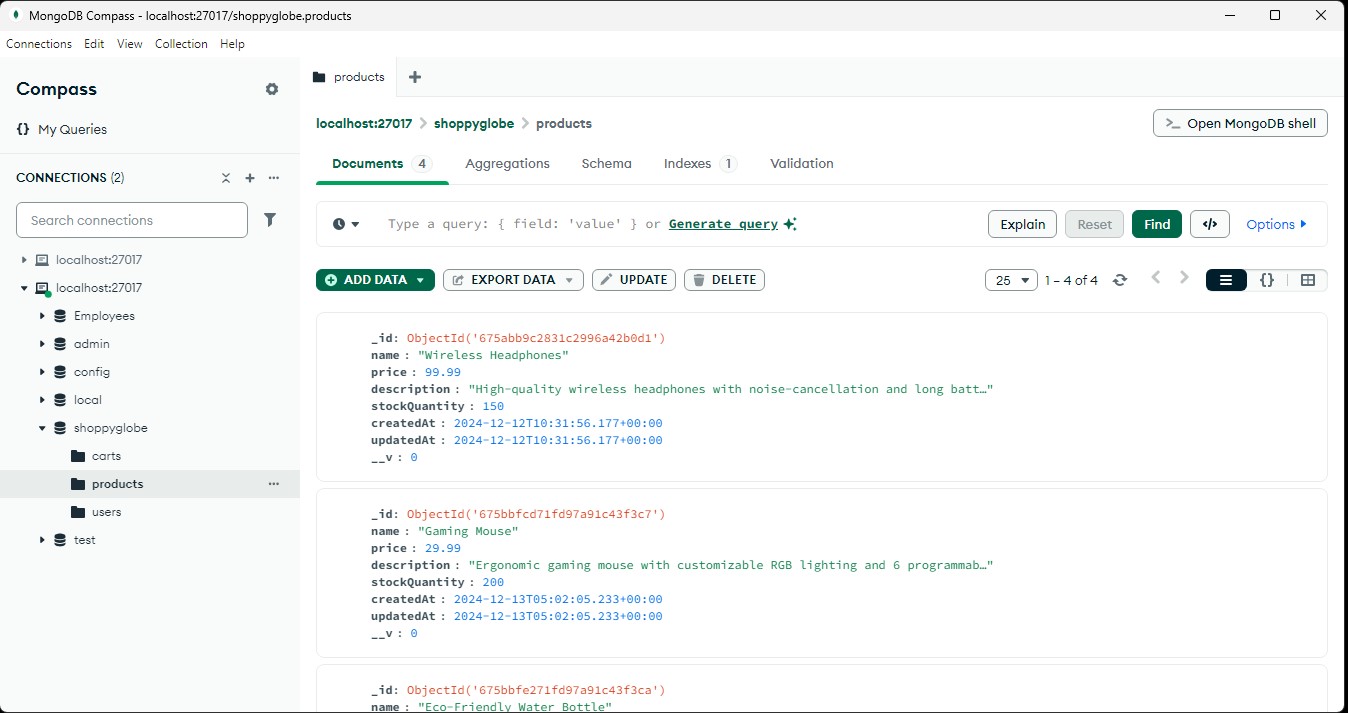 MongoDB Compass - localhost:27017/shoppyglobe.products
Connections Edit View Collection Help
Compass
{} My Queries
CONNECTIONS (2)
Search connections
localhost:27017
localhost:27017
Employees
admin
config
local
shoppyglobe
carts
products
users
test
products
localhost:27017 > shoppyglobe > products
>_ Open MongoDB shell
Documents 4 Aggregations Schema Indexes 1 Validation
Type a query: { field: 'value' } or Generate query
Explain Reset Find </> Options
ADD DATA EXPORT DATA UPDATE DELETE
25 1 – 4 of 4 {}
_id: ObjectId('675abb9c2831c2996a42b0d1')
name : "Wireless Headphones"
price : 99.99
description : "High-quality wireless headphones with noise-cancellation and long batt…"
stockQuantity : 150
createdAt : 2024-12-12T10:31:56.177+00:00
updatedAt : 2024-12-12T10:31:56.177+00:00
__v : 0
_id: ObjectId('675bbfcd71fd97a91c43f3c7')
name : "Gaming Mouse"
price : 29.99
description : "Ergonomic gaming mouse with customizable RGB lighting and 6 programmab…"
stockQuantity : 200
createdAt : 2024-12-13T05:02:05.233+00:00
updatedAt : 2024-12-13T05:02:05.233+00:00
__v : 0
_id: ObjectId('675bbfe271fd97a91c43f3ca')
name : "Eco-Friendly Water Bottle"